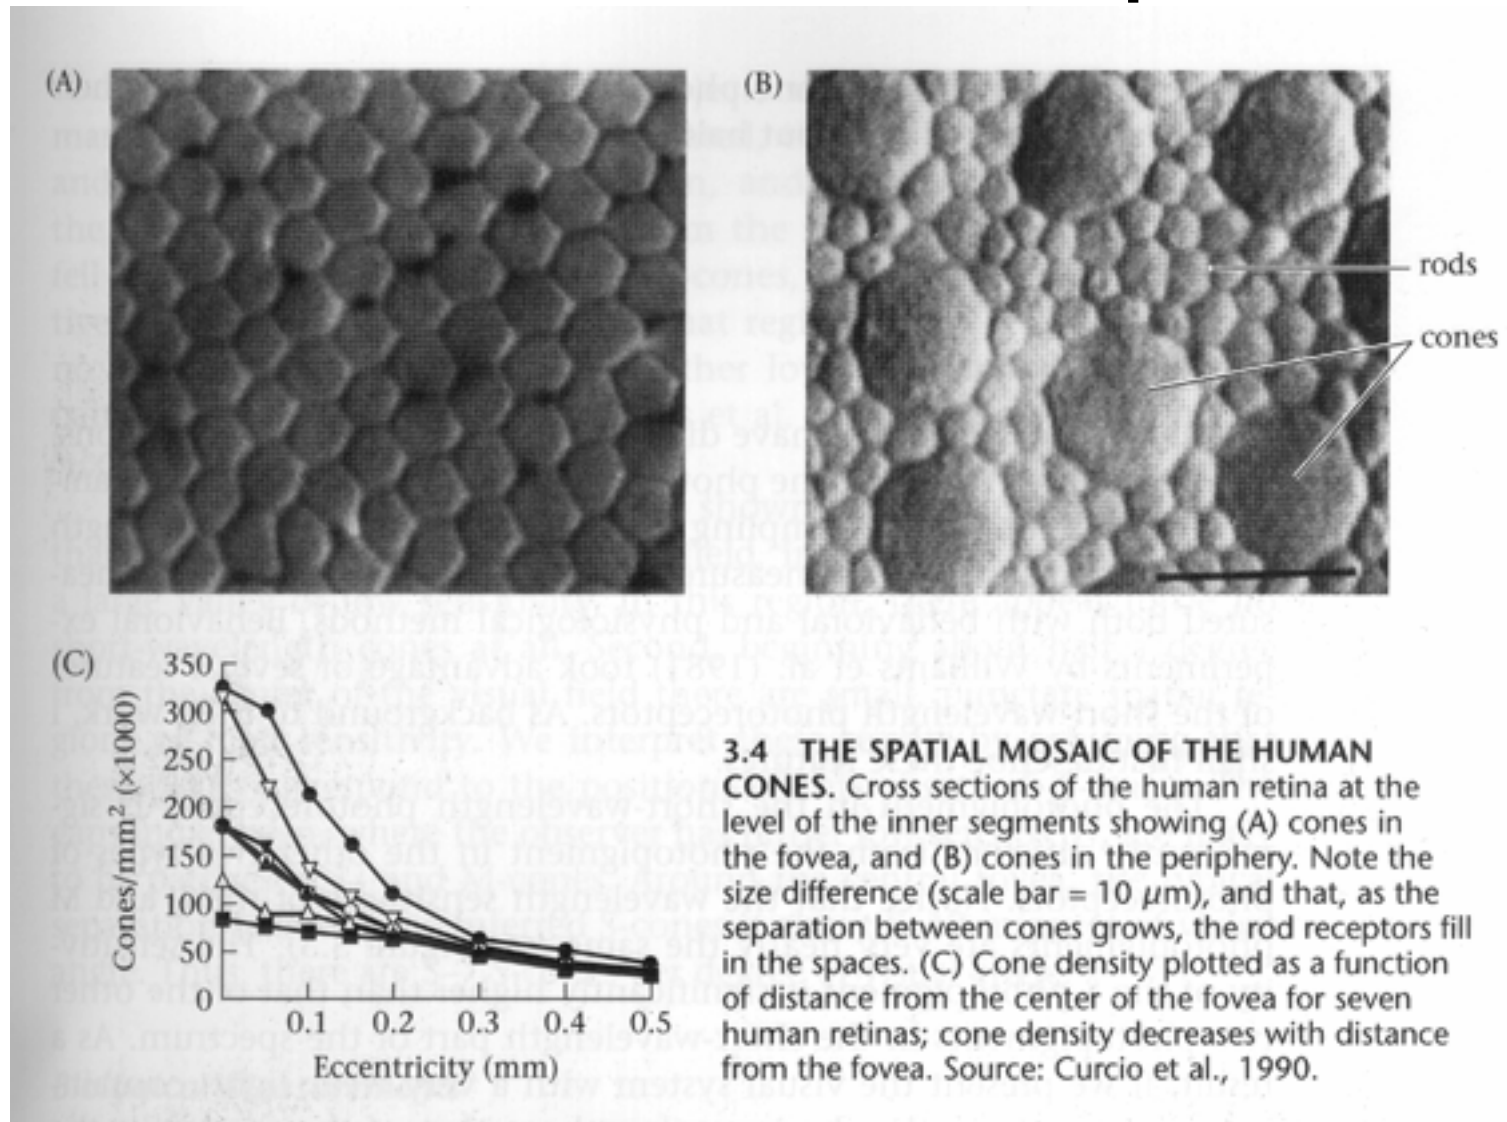 (A)
(B)
rods
cones
(C)
350
300
250
200
150
100
50
0
Cones/mm² (×1000)
0.1 0.2 0.3 0.4 0.5
Eccentricity (mm)
3.4 THE SPATIAL MOSAIC OF THE HUMAN
CONES. Cross sections of the human retina at the
level of the inner segments showing (A) cones in
the fovea, and (B) cones in the periphery. Note the
size difference (scale bar = 10 μm), and that, as the
separation between cones grows, the rod receptors fill
in the spaces. (C) Cone density plotted as a function
of distance from the center of the fovea for seven
human retinas; cone density decreases with distance
from the fovea. Source: Curcio et al., 1990.